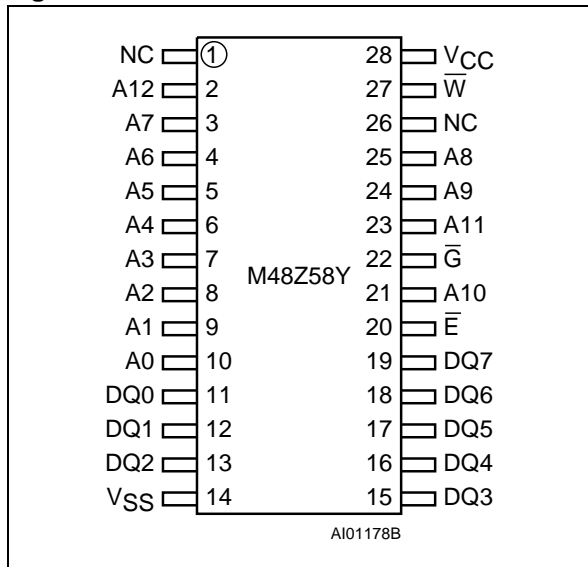 NC 1 28 VCC
A12 2 27 W̅
A7 3 26 NC
A6 4 25 A8
A5 5 24 A9
A4 6 23 A11
A3 7 22 G̅
M48Z58Y
A2 8 21 A10
A1 9 20 E̅
A0 10 19 DQ7
DQ0 11 18 DQ6
DQ1 12 17 DQ5
DQ2 13 16 DQ4
VSS 14 15 DQ3
AI01178B